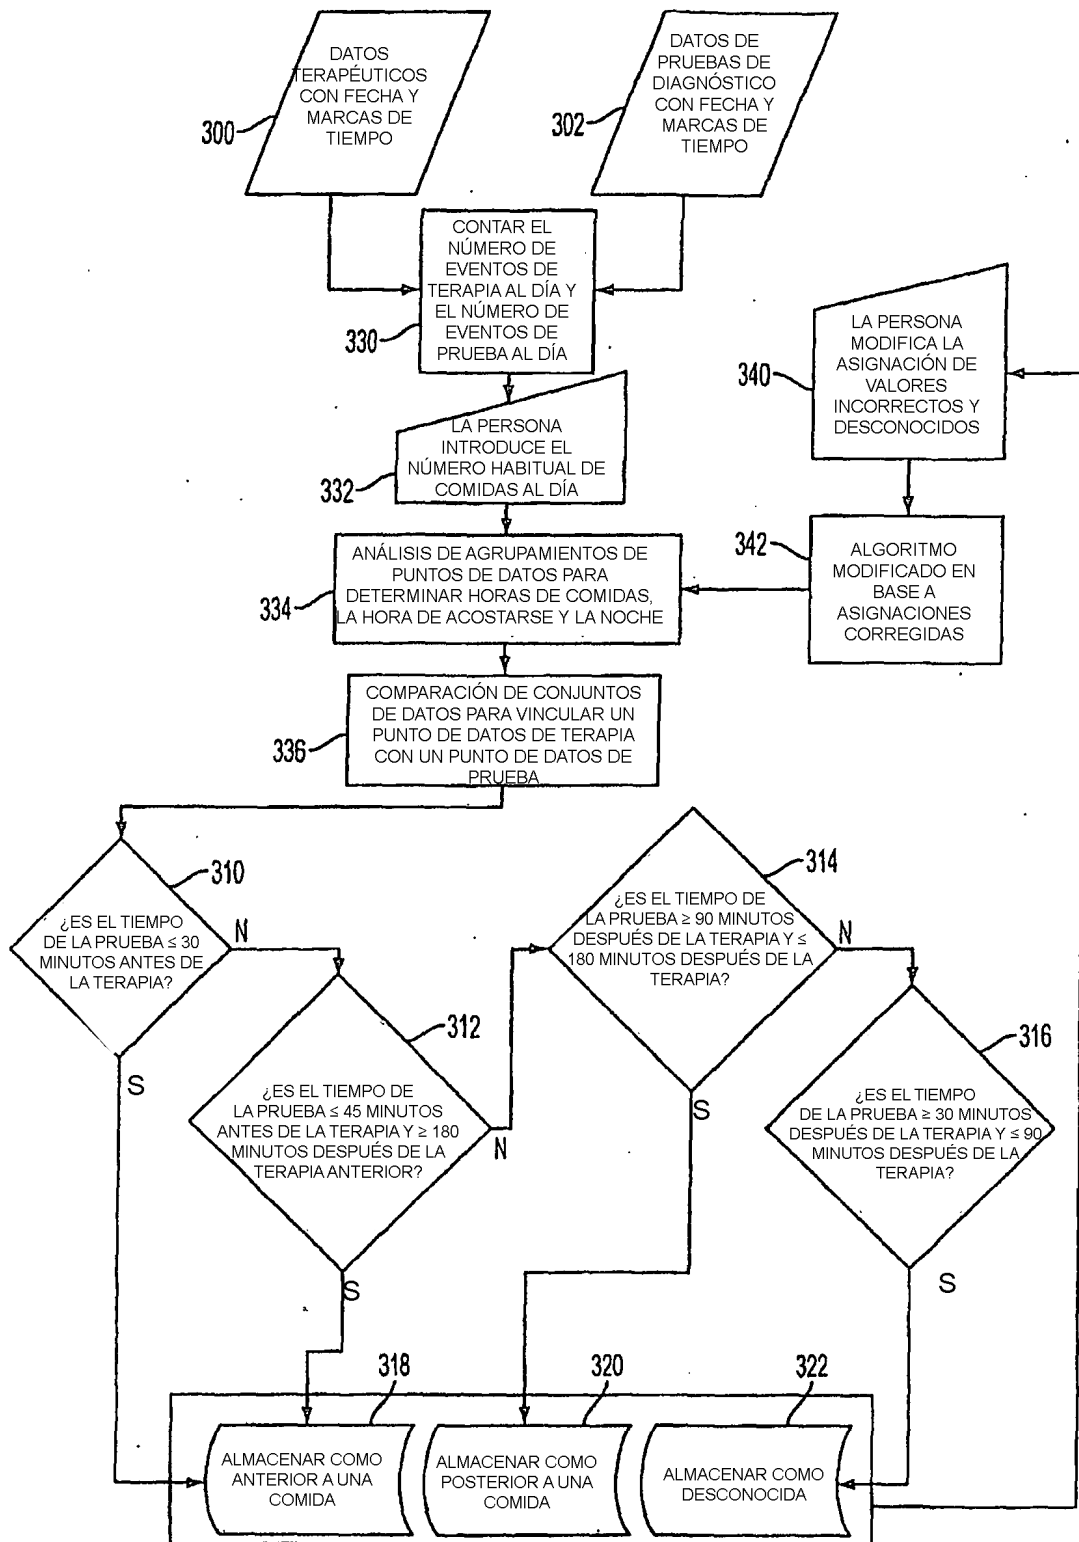 DATOS
TERAPÉUTICOS
CON FECHA Y
MARCAS DE
TIEMPO
300
DATOS DE
PRUEBAS DE
DIAGNÓSTICO
CON FECHA Y
MARCAS DE
TIEMPO
302
CONTAR EL
NÚMERO DE
EVENTOS DE
TERAPIA AL DÍA Y
EL NÚMERO DE
EVENTOS DE
PRUEBA AL DÍA
330
LA PERSONA
INTRODUCE EL
NÚMERO HABITUAL DE
COMIDAS AL DÍA
332
LA PERSONA
MODIFICA LA
ASIGNACIÓN DE
VALORES
INCORRECTOS Y
DESCONOCIDOS
340
ALGORITMO
MODIFICADO EN
BASE A
ASIGNACIONES
CORREGIDAS
342
ANÁLISIS DE AGRUPAMIENTOS DE
PUNTOS DE DATOS PARA
DETERMINAR HORAS DE COMIDAS,
LA HORA DE ACOSTARSE Y LA NOCHE
334
COMPARACIÓN DE CONJUNTOS
DE DATOS PARA VINCULAR UN
PUNTO DE DATOS DE TERAPIA
CON UN PUNTO DE DATOS DE
PRUEBA
336
310
¿ES EL TIEMPO
DE LA PRUEBA ≤ 30
MINUTOS ANTES DE
LA TERAPIA?
N
S
312
¿ES EL TIEMPO DE
LA PRUEBA ≤ 45 MINUTOS
ANTES DE LA TERAPIA Y ≥ 180
MINUTOS DESPUÉS DE LA
TERAPIA ANTERIOR?
N
S
314
¿ES EL TIEMPO DE
LA PRUEBA ≥ 90 MINUTOS
DESPUÉS DE LA TERAPIA Y ≤
180 MINUTOS DESPUÉS DE LA
TERAPIA?
N
S
316
¿ES EL TIEMPO
DE LA PRUEBA ≥ 30 MINUTOS
DESPUÉS DE LA TERAPIA Y ≤ 90
MINUTOS DESPUÉS DE LA
TERAPIA?
S
318
ALMACENAR COMO
ANTERIOR A UNA
COMIDA
320
ALMACENAR COMO
POSTERIOR A UNA
COMIDA
322
ALMACENAR COMO
DESCONOCIDA